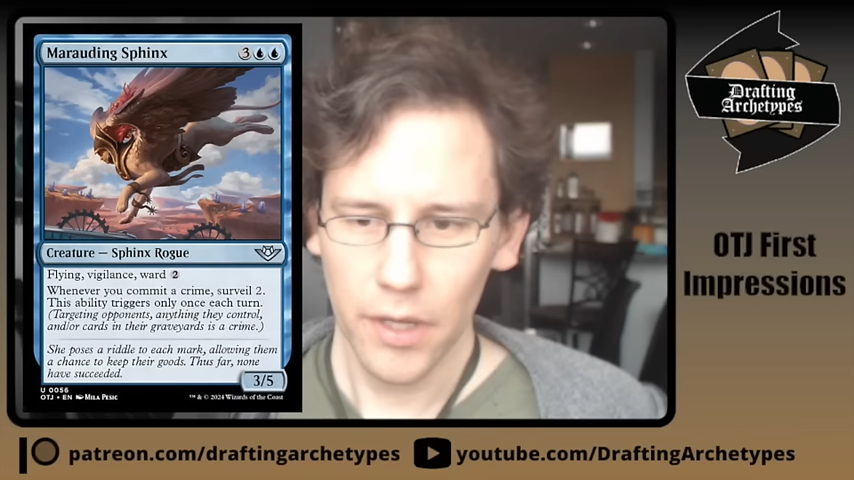 Marauding Sphinx 3
Creature — Sphinx Rogue
Flying, vigilance, ward 2
Whenever you commit a crime, surveil 2.
This ability triggers only once each turn.
(Targeting opponents, anything they control,
and/or cards in their graveyards is a crime.)
She poses a riddle to each mark, allowing them
a chance to keep their goods. Thus far, none
have succeeded.
3/5
U 0056
OTJ • EN MILA PESIC
™ & © 2024 Wizards of the Coast
Drafting
Archetypes
OTJ First
Impressions
patreon.com/draftingarchetypes
youtube.com/DraftingArchetypes